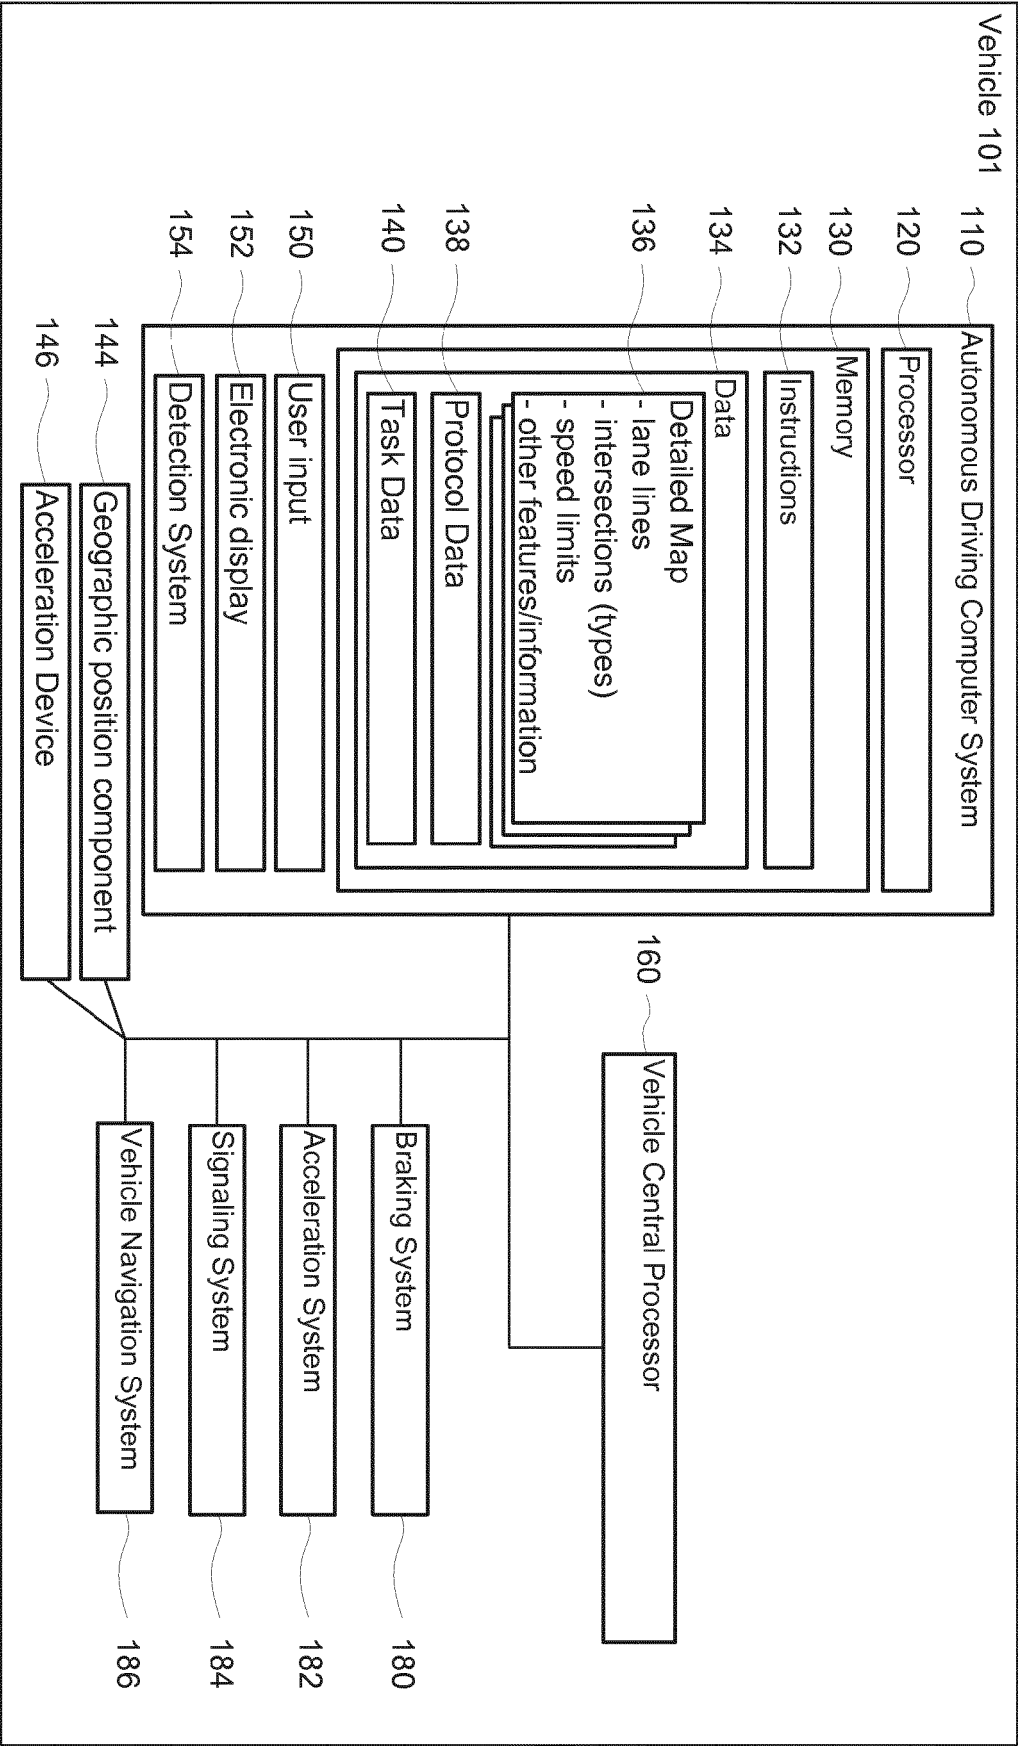 Vehicle 101
110
Autonomous Driving Computer System
120
Processor
130
Memory
132
Instructions
134
Data
136
Detailed Map
- lane lines
- intersections (types)
- speed limits
- other features/information
138
Protocol Data
140
Task Data
150
User input
152
Electronic display
154
Detection System
144
Geographic position component
146
Acceleration Device
160
Vehicle Central Processor
Braking System
180
Acceleration System
182
Signaling System
184
Vehicle Navigation System
186